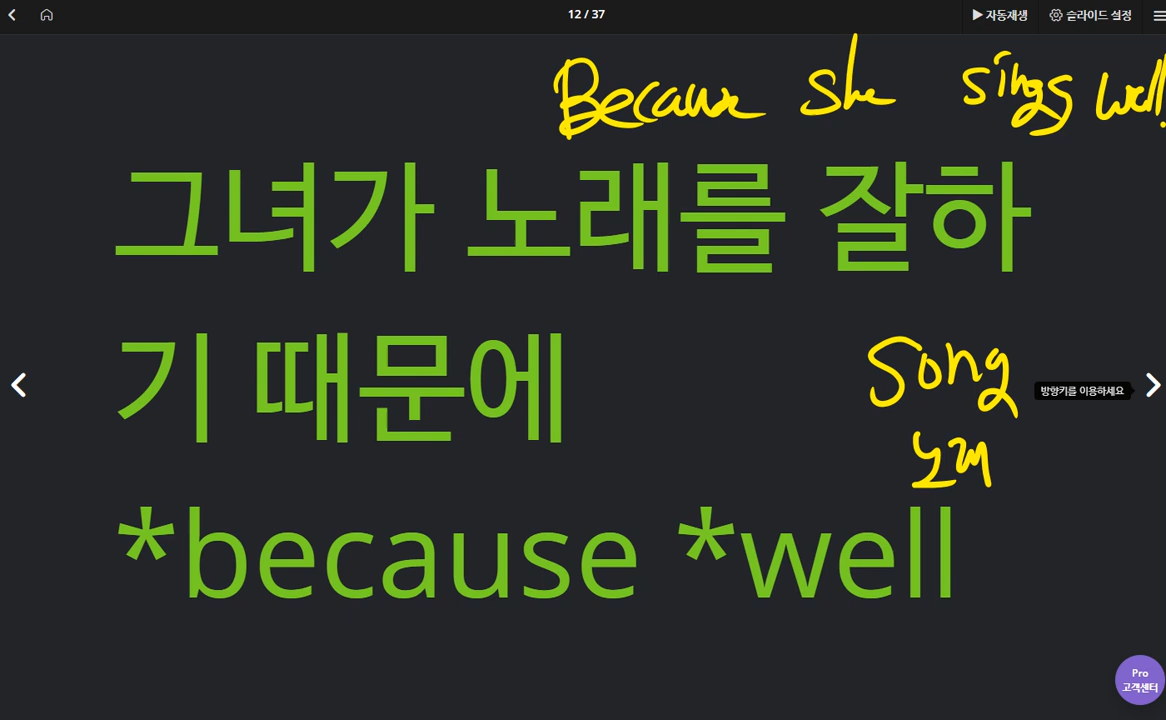 12 / 37
▶ 자동재생
슬라이드 설정
Because she sings well!
그녀가 노래를 잘하
기 때문에
Song
노래
방향키를 이용하세요
*because *well
Pro
고객센터